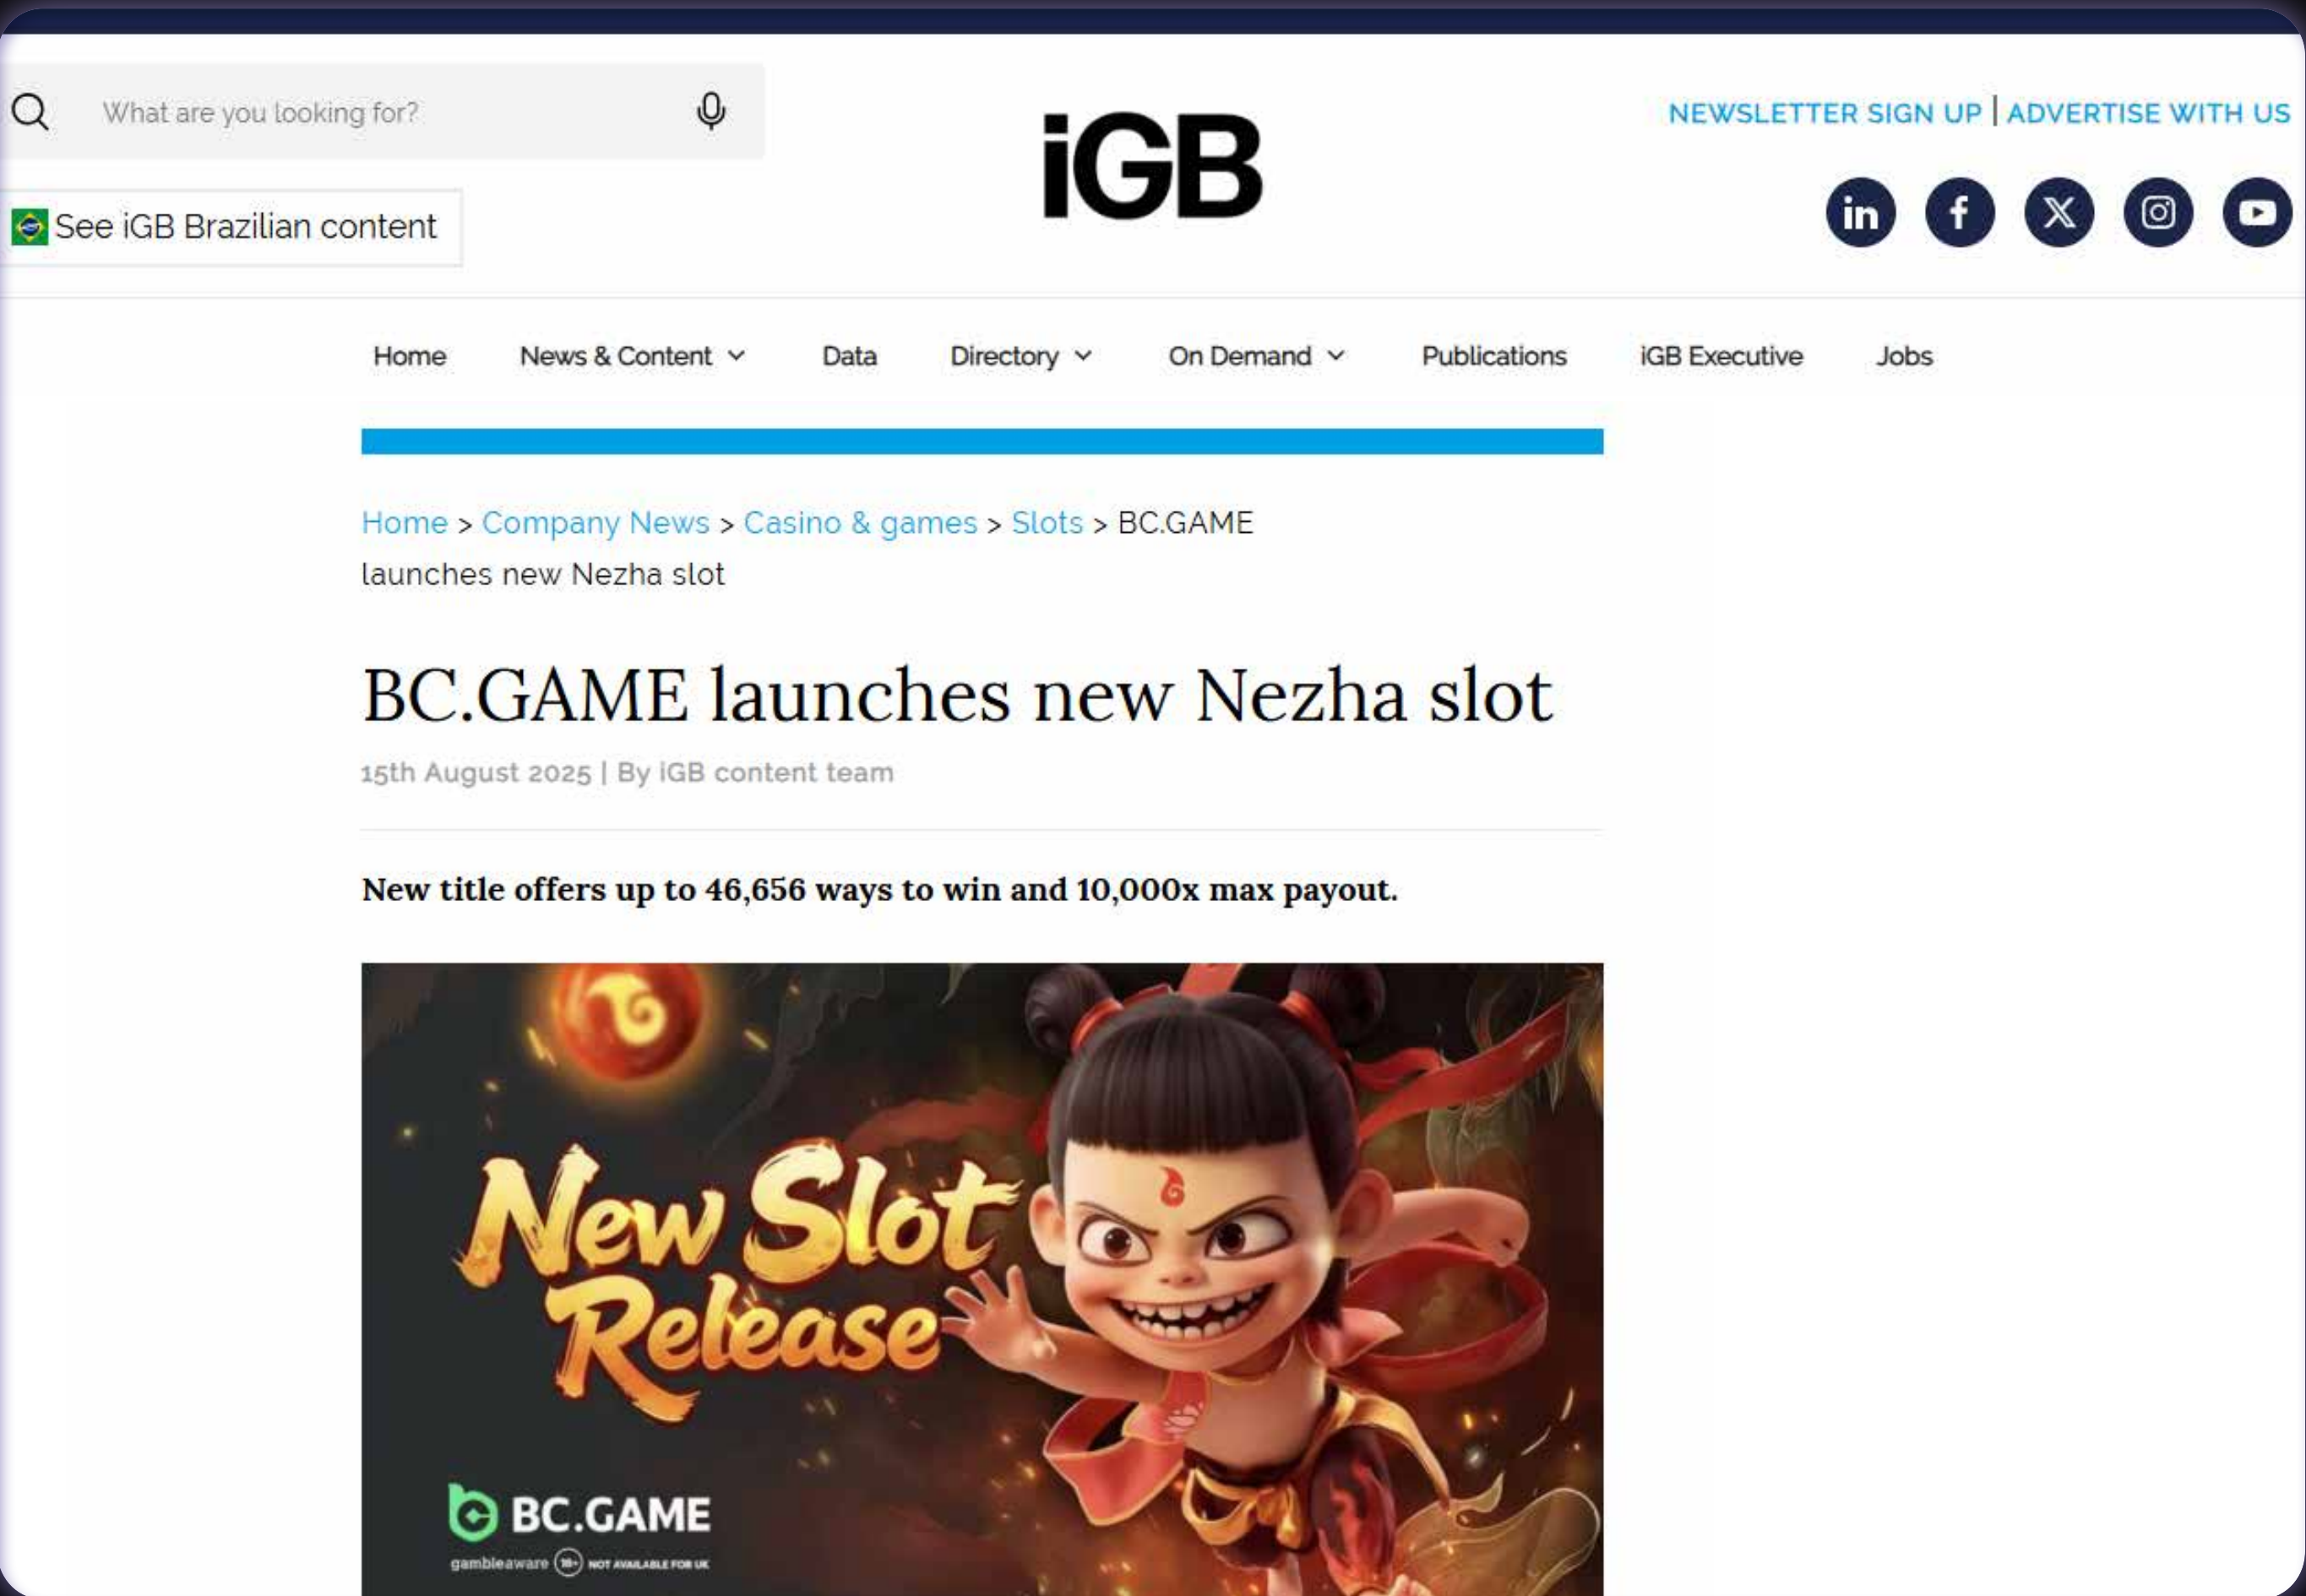 What are you looking for?
iGB
NEWSLETTER SIGN UP | ADVERTISE WITH US
See iGB Brazilian content
Home News & Content Data Directory On Demand Publications iGB Executive Jobs
Home > Company News > Casino & games > Slots > BC.GAME
launches new Nezha slot
BC.GAME launches new Nezha slot
15th August 2025 | By iGB content team
New title offers up to 46,656 ways to win and 10,000x max payout.
New Slot
Release
BC.GAME
gambleaware 18+ NOT AVAILABLE FOR UK